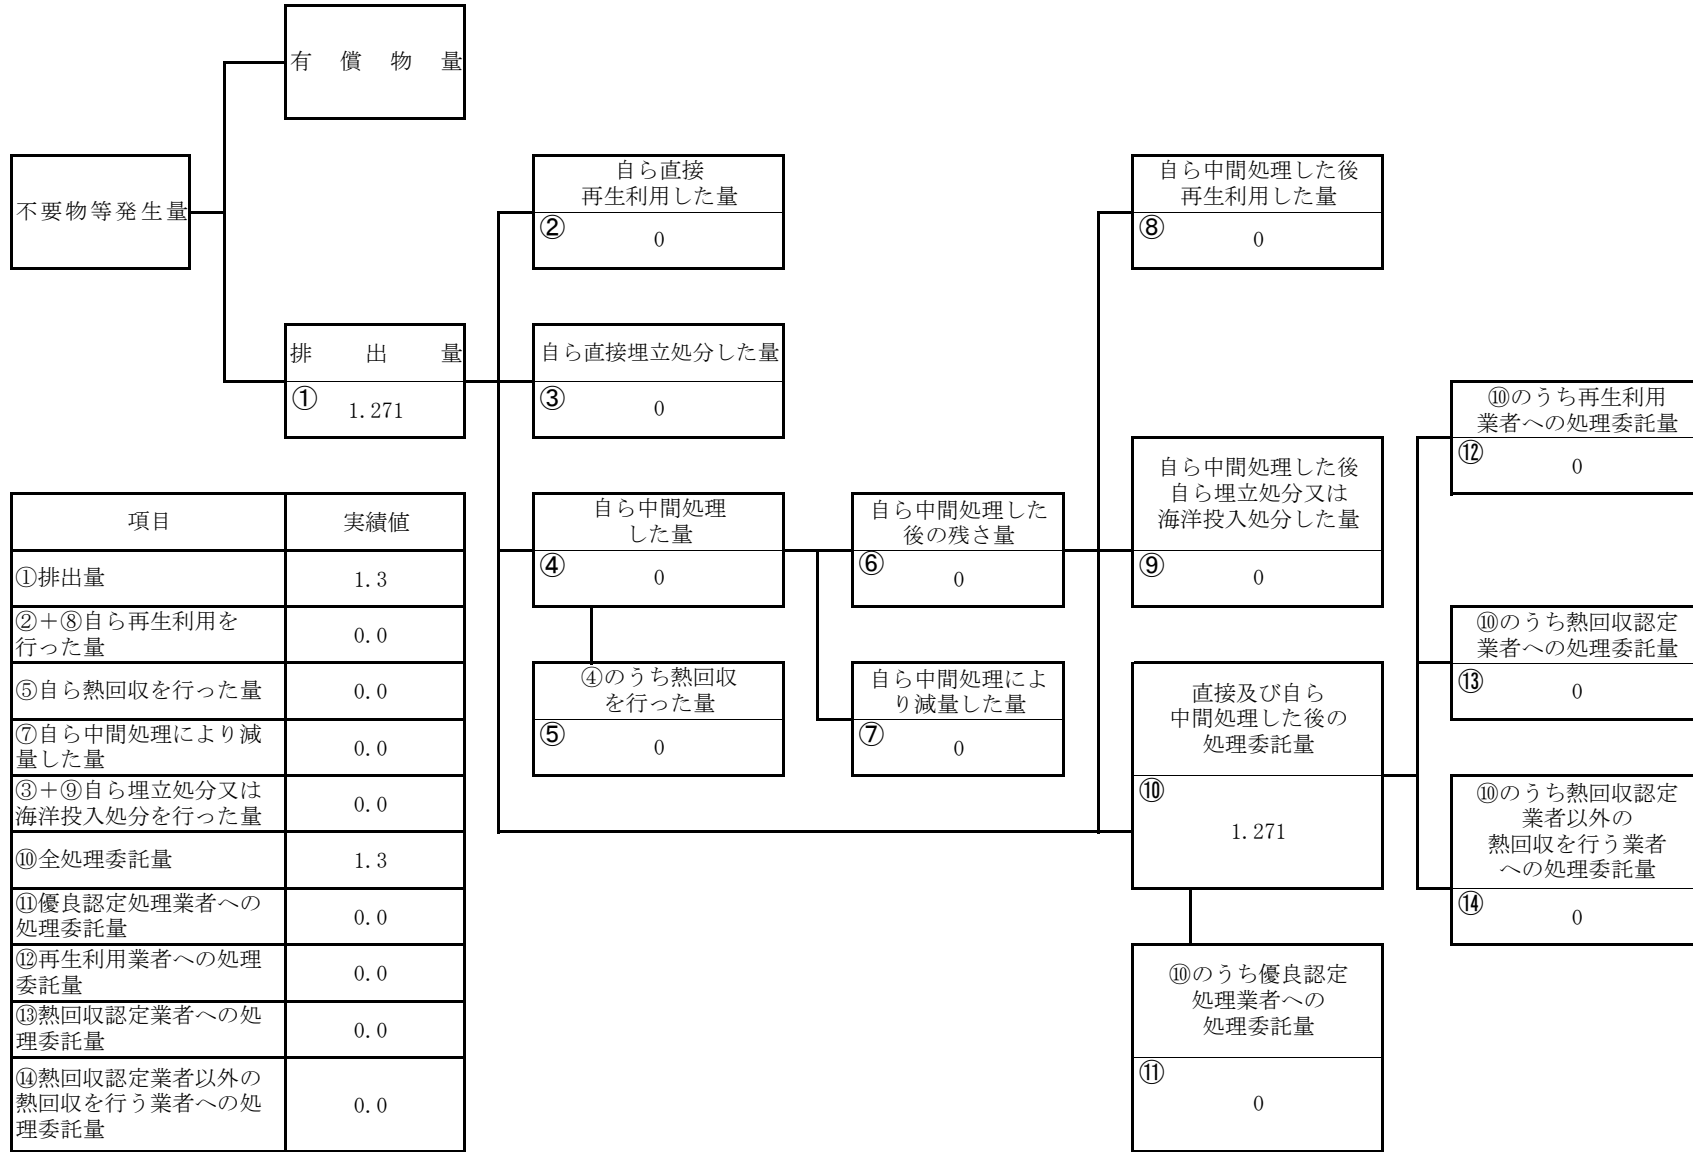 有償物量
不要物等発生量
排出量
①
1.271
自ら直接
再生利用した量
②
0
自ら直接埋立処分した量
③
0
自ら中間処理
した量
④
0
④のうち熱回収
を行った量
⑤
0
自ら中間処理した
後の残さ量
⑥
0
自ら中間処理によ
り減量した量
⑦
0
自ら中間処理した後
再生利用した量
⑧
0
自ら中間処理した後
自ら埋立処分又は
海洋投入処分した量
⑨
0
直接及び自ら
中間処理した後の
処理委託量
⑩
1.271
⑩のうち優良認定
処理業者への
処理委託量
⑪
0
⑩のうち再生利用
業者への処理委託量
⑫
0
⑩のうち熱回収認定
業者への処理委託量
⑬
0
⑩のうち熱回収認定
業者以外の
熱回収を行う業者
への処理委託量
⑭
0
項目 実績値
①排出量 1.3
②＋⑧自ら再生利用を
行った量 0.0
⑤自ら熱回収を行った量 0.0
⑦自ら中間処理により減
量した量 0.0
③＋⑨自ら埋立処分又は
海洋投入処分を行った量 0.0
⑩全処理委託量 1.3
⑪優良認定処理業者への
処理委託量 0.0
⑫再生利用業者への処理
委託量 0.0
⑬熱回収認定業者への処
理委託量 0.0
⑭熱回収認定業者以外の
熱回収を行う業者への処
理委託量 0.0